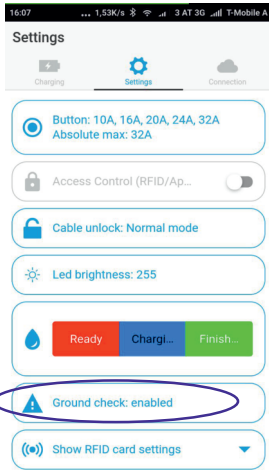 16:07 ... 1,53K/s 3 AT 3G T-Mobile A
Settings
Charging Settings Connection
Button: 10A, 16A, 20A, 24A, 32A
Absolute max: 32A
Access Control (RFID/Ap...
Cable unlock: Normal mode
Led brightness: 255
Ready Chargi... Finish...
Ground check: enabled
Show RFID card settings